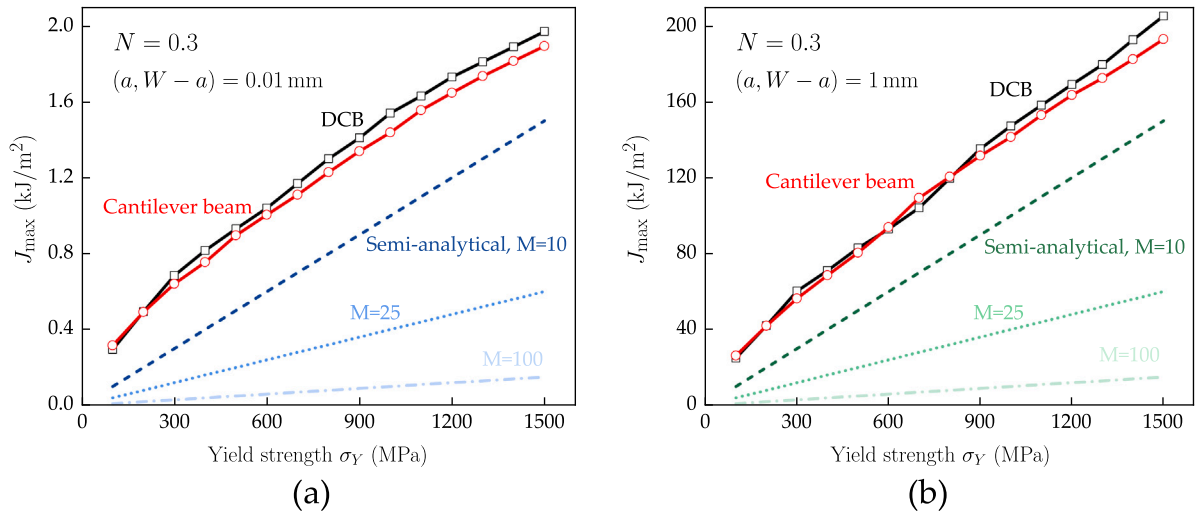 N = 0.3
(a, W − a) = 0.01 mm
DCB
Cantilever beam
Semi-analytical, M=10
M=25
M=100
J_max (kJ/m²)
2.0
1.6
1.2
0.8
0.4
0.0
0 300 600 900 1200 1500
Yield strength σ_Y (MPa)
(a)
N = 0.3
(a, W − a) = 1 mm
DCB
Cantilever beam
Semi-analytical, M=10
M=25
M=100
J_max (kJ/m²)
200
160
120
80
40
0
0 300 600 900 1200 1500
Yield strength σ_Y (MPa)
(b)